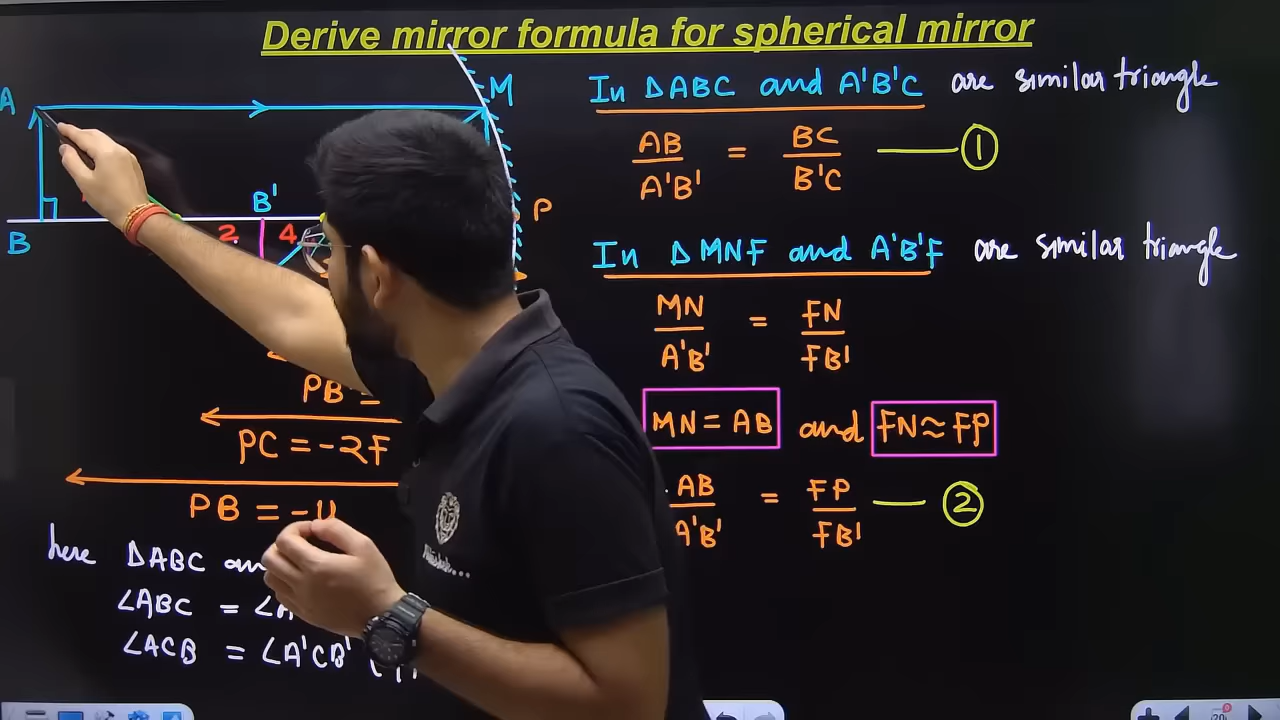 Derive mirror formula for spherical mirror
A
M
B'
P
B
2
4
PB' =
PC = -2F
PB = -u
here ΔABC an
∠ABC = ∠A
∠ACB = ∠A'CB'
In ΔABC and A'B'C are similar triangle
AB/A'B' = BC/B'C —— ①
In ΔMNF and A'B'F are similar triangle
MN/A'B' = FN/FB'
MN = AB and FN ≈ FP
AB/A'B' = FP/FB' —— ②
20